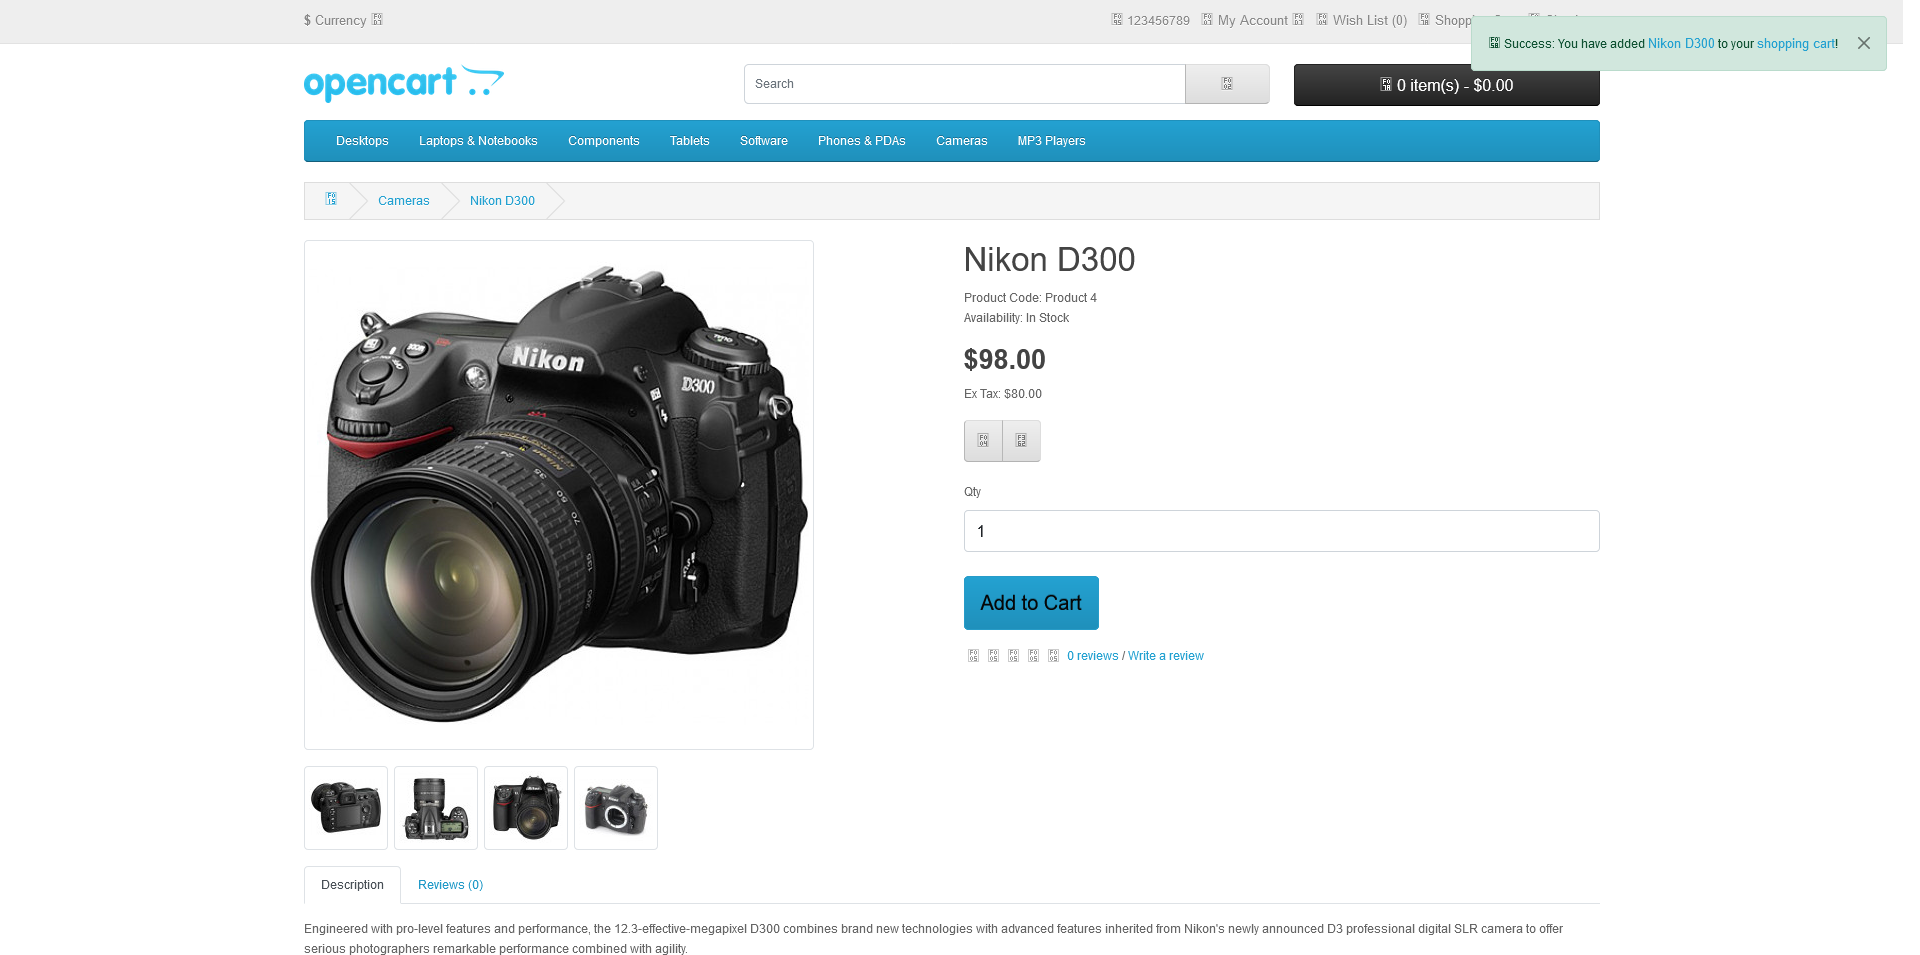 $ Currency
123456789
My Account
Wish List (0)
Success: You have added Nikon D300 to your shopping cart!
opencart
Search
0 item(s) - $0.00
Desktops
Laptops & Notebooks
Components
Tablets
Software
Phones & PDAs
Cameras
MP3 Players
Cameras
Nikon D300
Nikon
D300
Nikon D300
Product Code: Product 4
Availability: In Stock
$98.00
Ex Tax: $80.00
Qty
1
Add to Cart
0 reviews / Write a review
Description
Reviews (0)
Engineered with pro-level features and performance, the 12.3-effective-megapixel D300 combines brand new technologies with advanced features inherited from Nikon's newly announced D3 professional digital SLR camera to offer
serious photographers remarkable performance combined with agility.